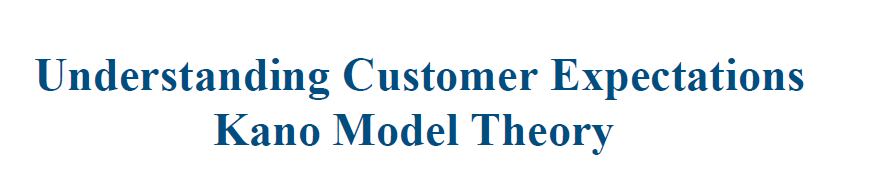 Understanding Customer Expectations
Kano Model Theory